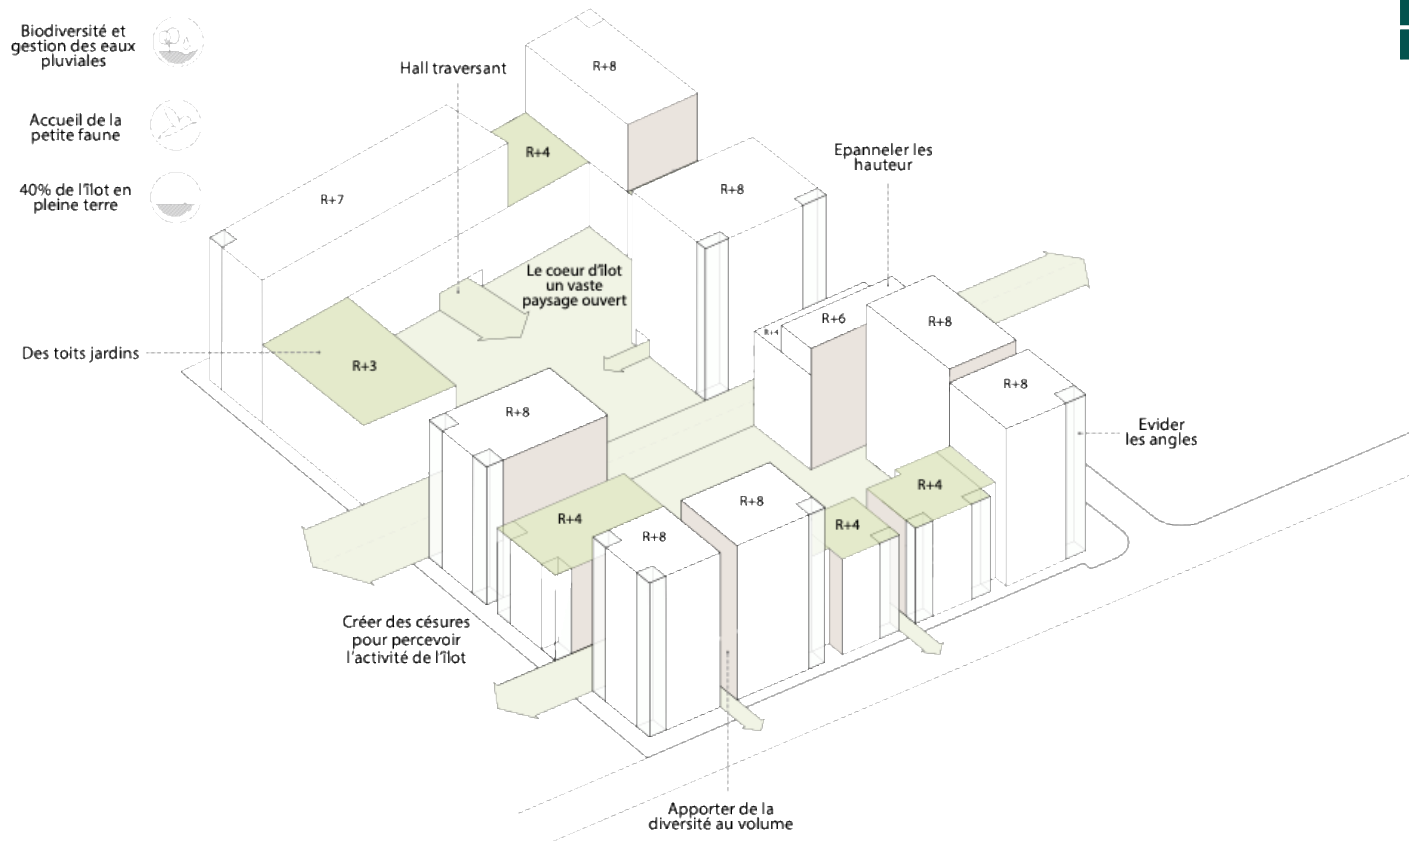 Biodiversité et
gestion des eaux
pluviales
Accueil de la
petite faune
40% de l'îlot en
pleine terre
Hall traversant
R+8
R+4
R+7
R+8
Epanneler les
hauteur
Le coeur d'îlot
un vaste
paysage ouvert
Des toits jardins
R+3
R+4
R+6
R+8
R+8
R+8
Evider
les angles
R+4
R+8
R+4
R+8
R+4
Créer des césures
pour percevoir
l'activité de l'îlot
Apporter de la
diversité au volume